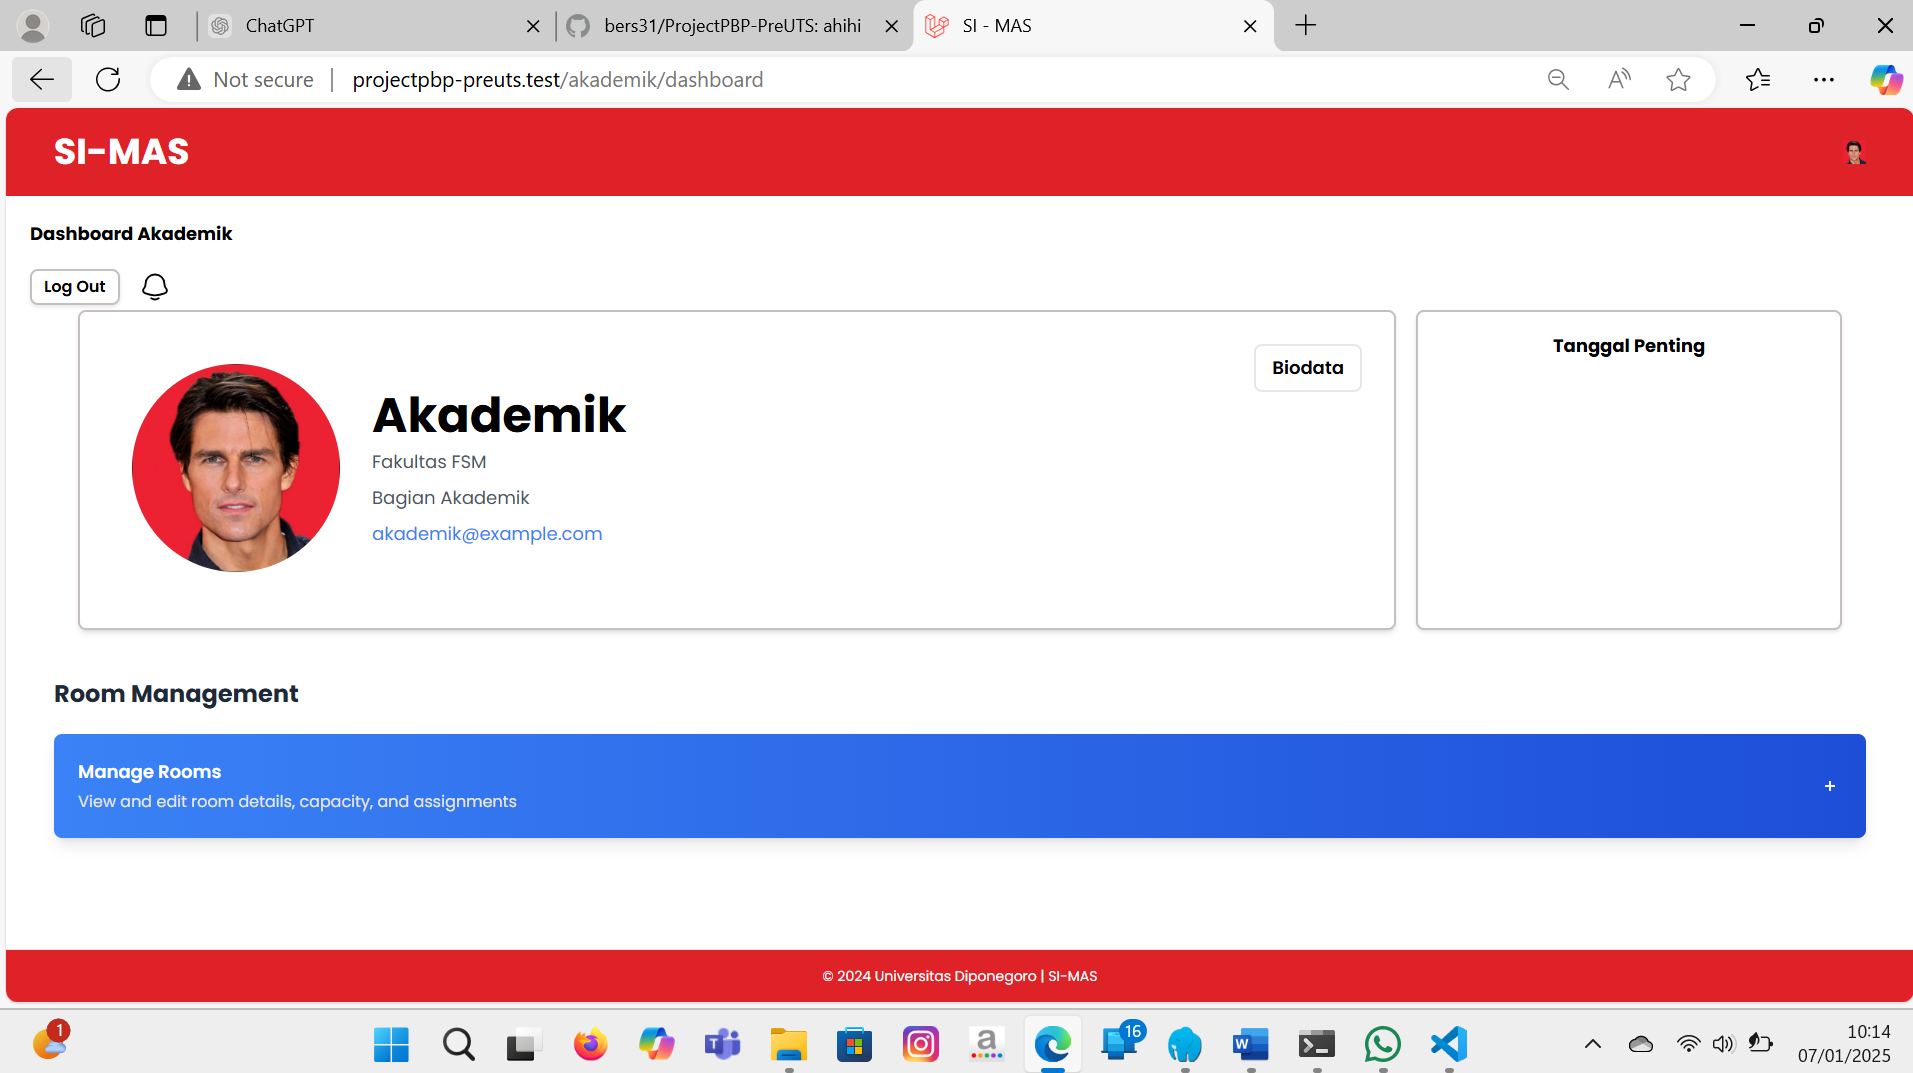 ChatGPT
bers31/ProjectPBP-PreUTS: ahihi
SI - MAS
Not secure
projectpbp-preuts.test/akademik/dashboard
SI-MAS
Dashboard Akademik
Log Out
Biodata
Akademik
Fakultas FSM
Bagian Akademik
akademik@example.com
Tanggal Penting
Room Management
Manage Rooms
View and edit room details, capacity, and assignments
+
© 2024 Universitas Diponegoro | SI-MAS
1
16
10:14
07/01/2025